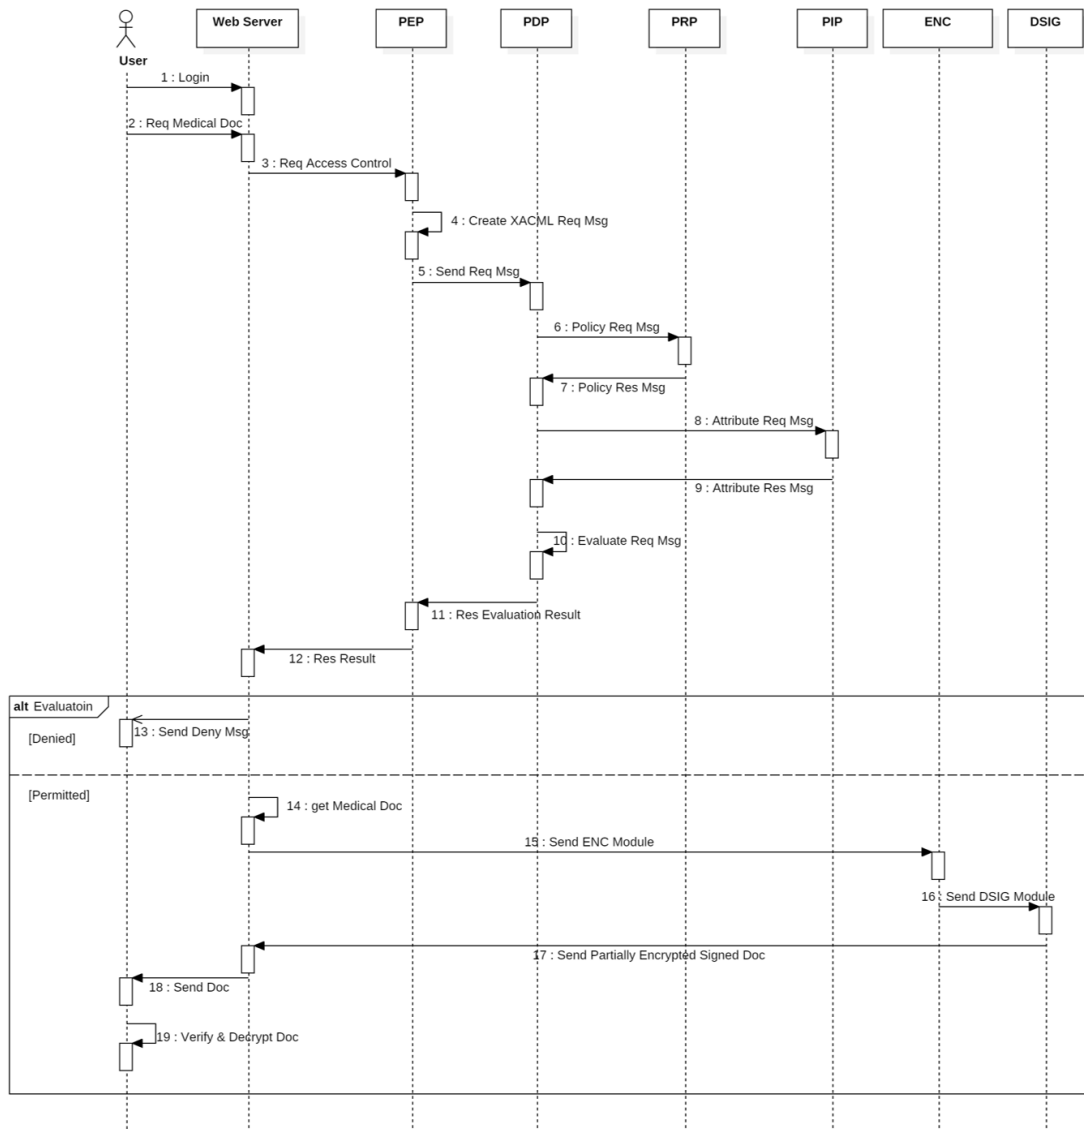 Web Server
PEP
PDP
PRP
PIP
ENC
DSIG
User
1 : Login
2 : Req Medical Doc
3 : Req Access Control
4 : Create XACML Req Msg
5 : Send Req Msg
6 : Policy Req Msg
7 : Policy Res Msg
8 : Attribute Req Msg
9 : Attribute Res Msg
10 : Evaluate Req Msg
11 : Res Evaluation Result
12 : Res Result
alt Evaluatoin
13 : Send Deny Msg
[Denied]
[Permitted]
14 : get Medical Doc
15 : Send ENC Module
16 : Send DSIG Module
17 : Send Partially Encrypted Signed Doc
18 : Send Doc
19 : Verify & Decrypt Doc